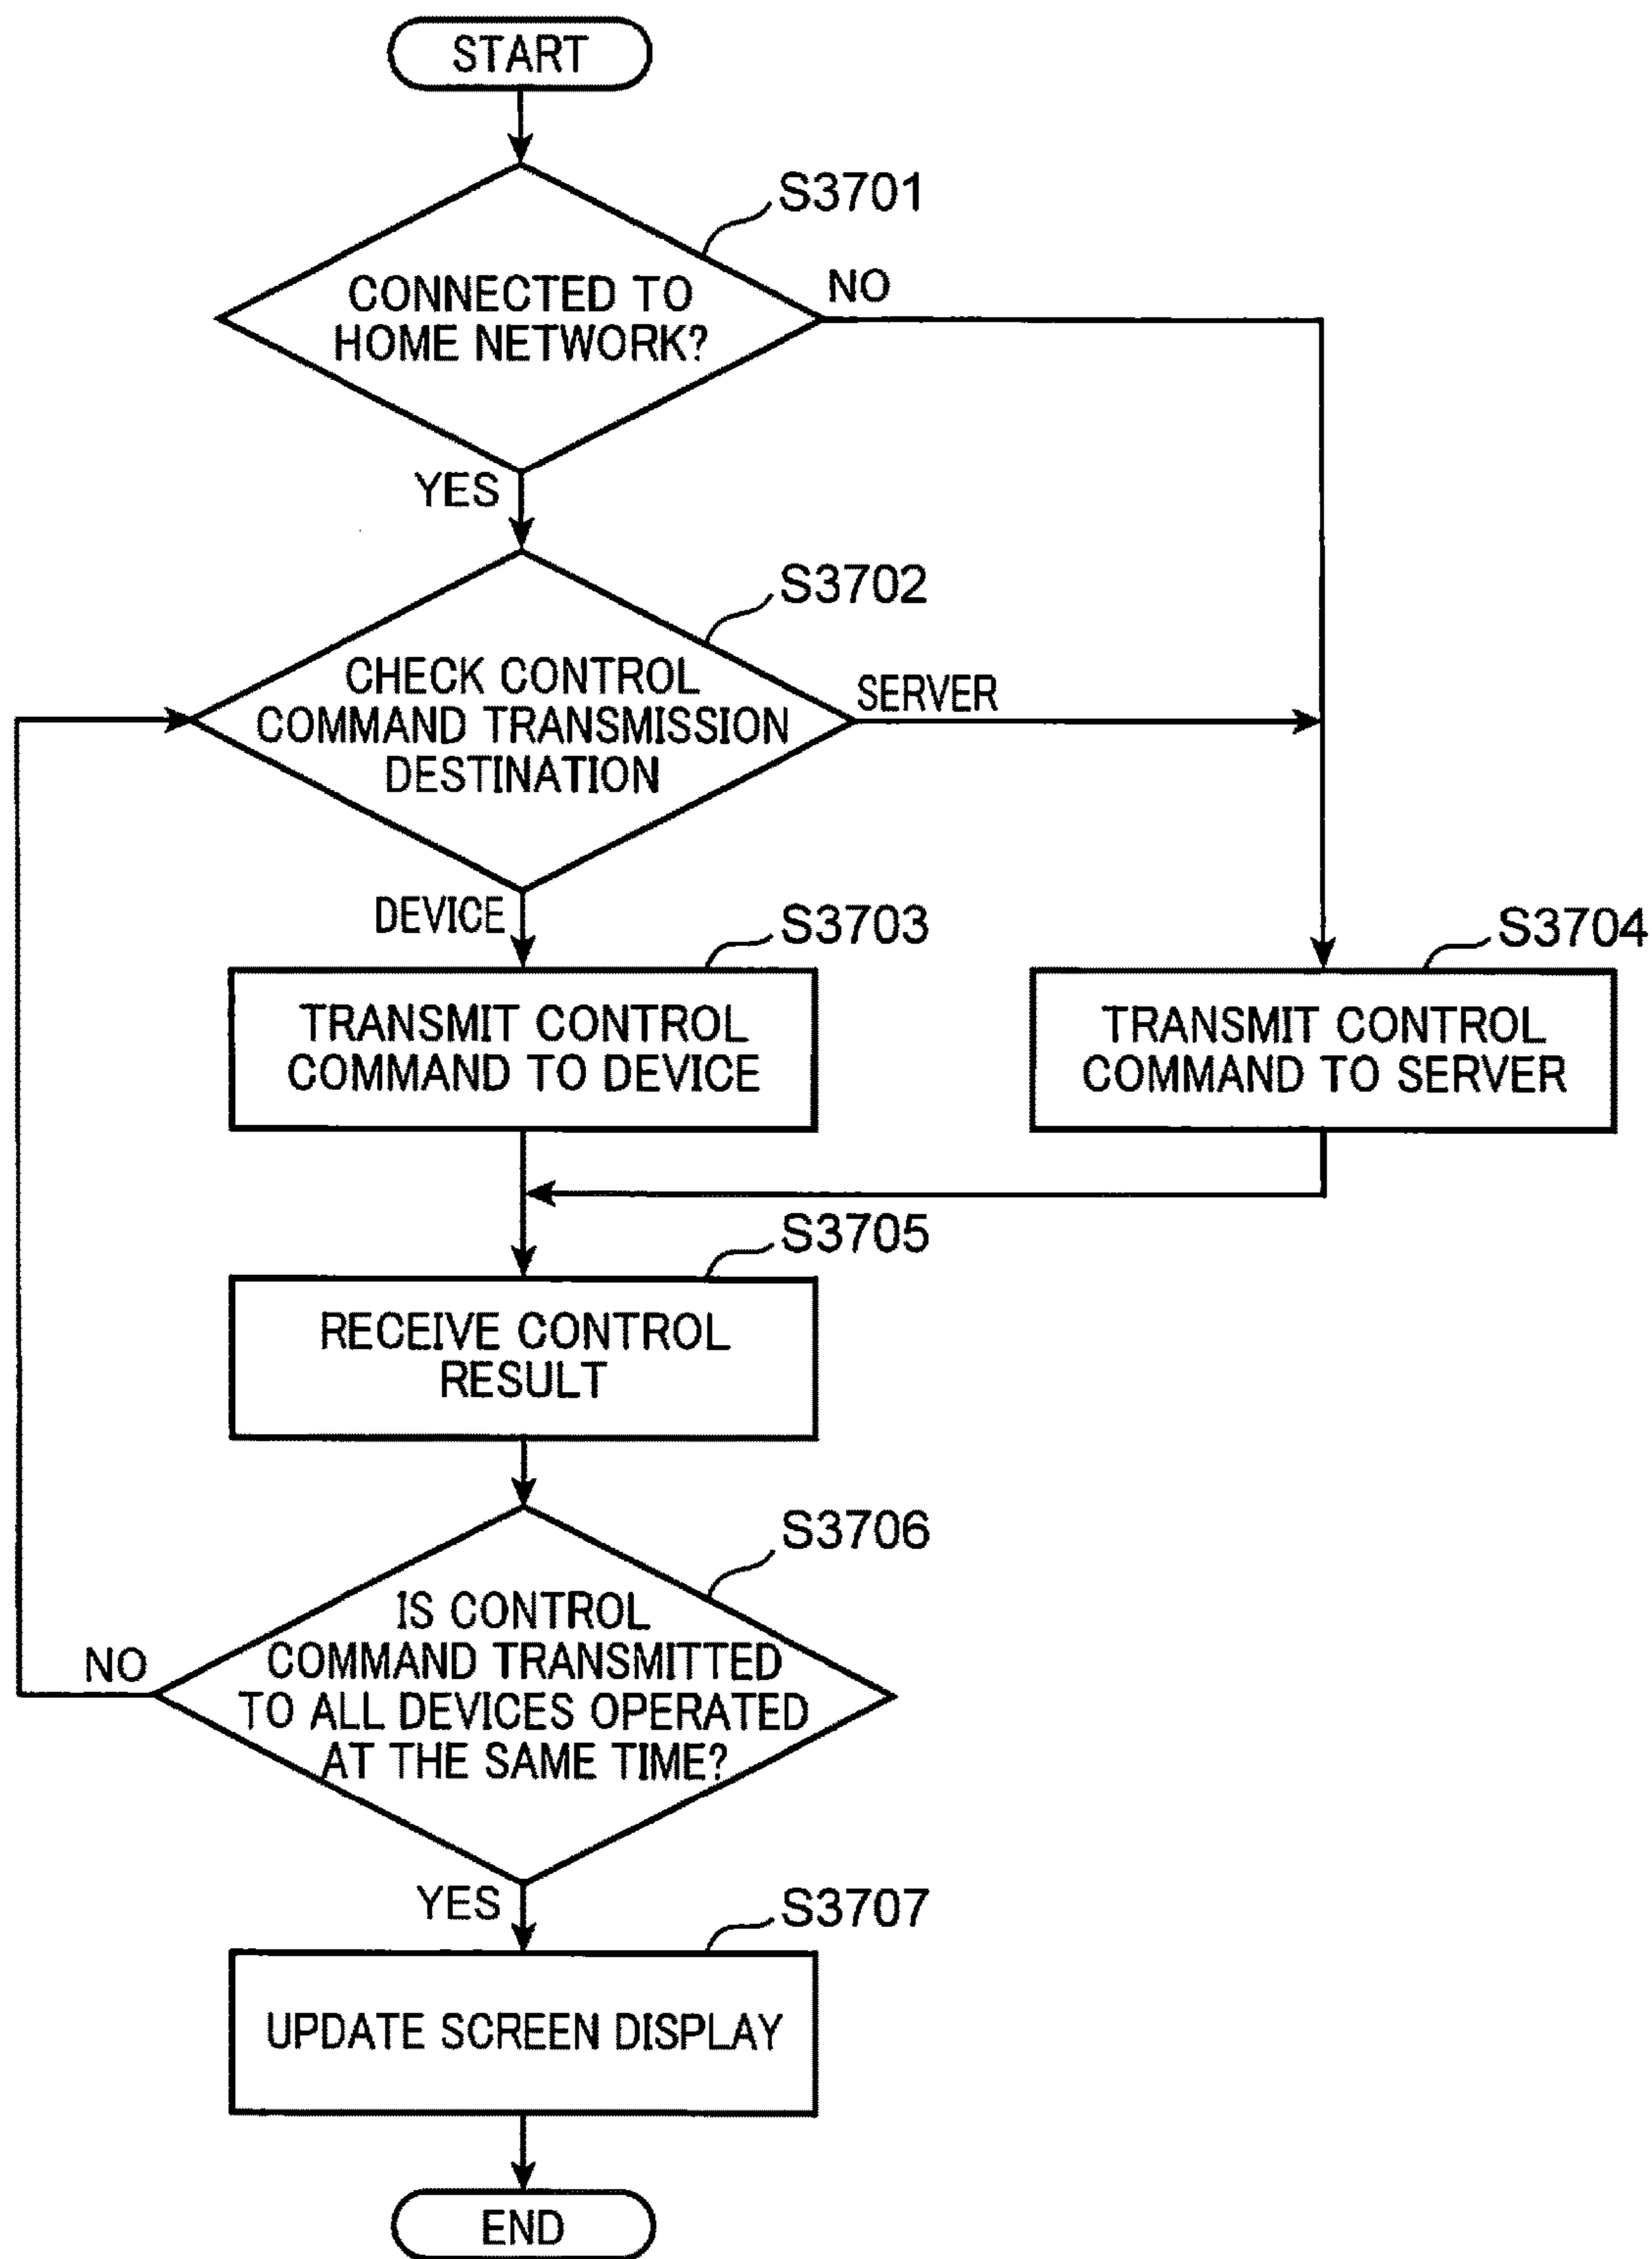 START
S3701
CONNECTED TO
HOME NETWORK?
NO
YES
S3702
CHECK CONTROL
COMMAND TRANSMISSION
DESTINATION
SERVER
DEVICE
S3703
TRANSMIT CONTROL
COMMAND TO DEVICE
S3704
TRANSMIT CONTROL
COMMAND TO SERVER
S3705
RECEIVE CONTROL
RESULT
S3706
IS CONTROL
COMMAND TRANSMITTED
TO ALL DEVICES OPERATED
AT THE SAME TIME?
NO
YES
S3707
UPDATE SCREEN DISPLAY
END